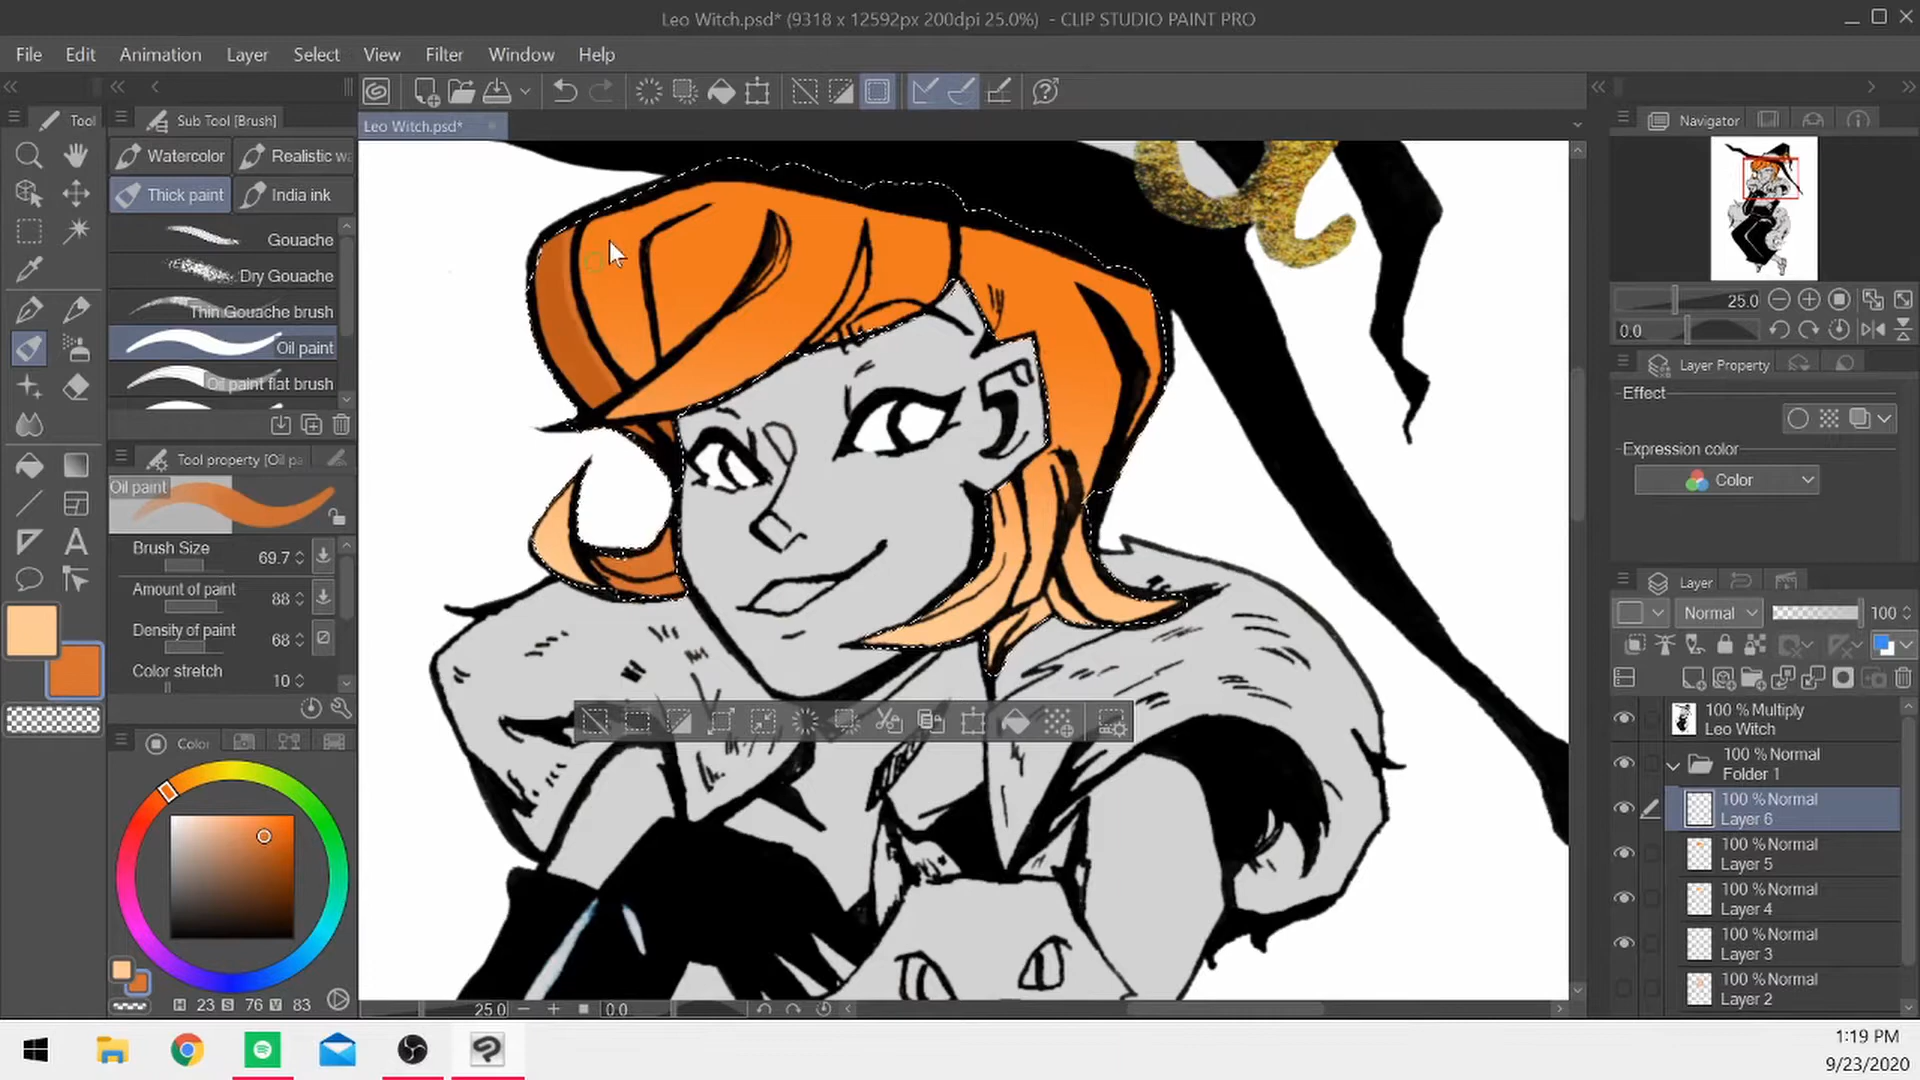 Leo Witch.psd* (9318 x 12592px 200dpi 25.0%) - CLIP STUDIO PAINT PRO
File Edit Animation Layer Select View Filter Window Help
Tool
Sub Tool [Brush]
Leo Witch.psd*
Navigator
Watercolor
Realistic wa
Thick paint
India ink
Gouache
Dry Gouache
Thin Gouache brush
Oil paint
Oil paint flat brush
25.0
0.0
Layer Property
Effect
Expression color
Color
Tool property [Oil pa
Oil paint
Brush Size
69.7
Amount of paint
88
Density of paint
68
Color stretch
10
Layer
Normal
100
100 % Multiply
Leo Witch
100 % Normal
Folder 1
100 % Normal
Layer 6
100 % Normal
Layer 5
100 % Normal
Layer 4
100 % Normal
Layer 3
100 % Normal
Layer 2
Color
H 23 S 76 V 83
25.0
0.0
1:19 PM
9/23/2020